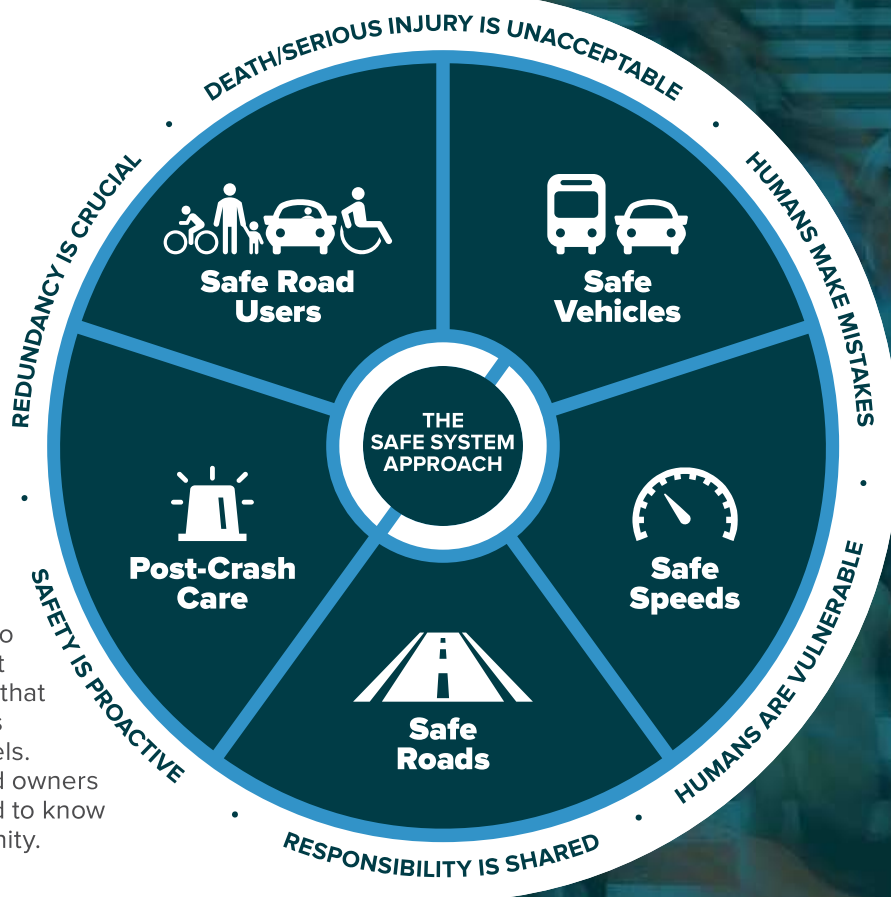 DEATH/SERIOUS INJURY IS UNACCEPTABLE
•
HUMANS MAKE MISTAKES
•
HUMANS ARE VULNERABLE
•
RESPONSIBILITY IS SHARED
•
SAFETY IS PROACTIVE
•
REDUNDANCY IS CRUCIAL
•
Safe Road
Users
Safe
Vehicles
THE
SAFE SYSTEM
APPROACH
Post-Crash
Care
Safe
Speeds
Safe
Roads
that
owners
to know